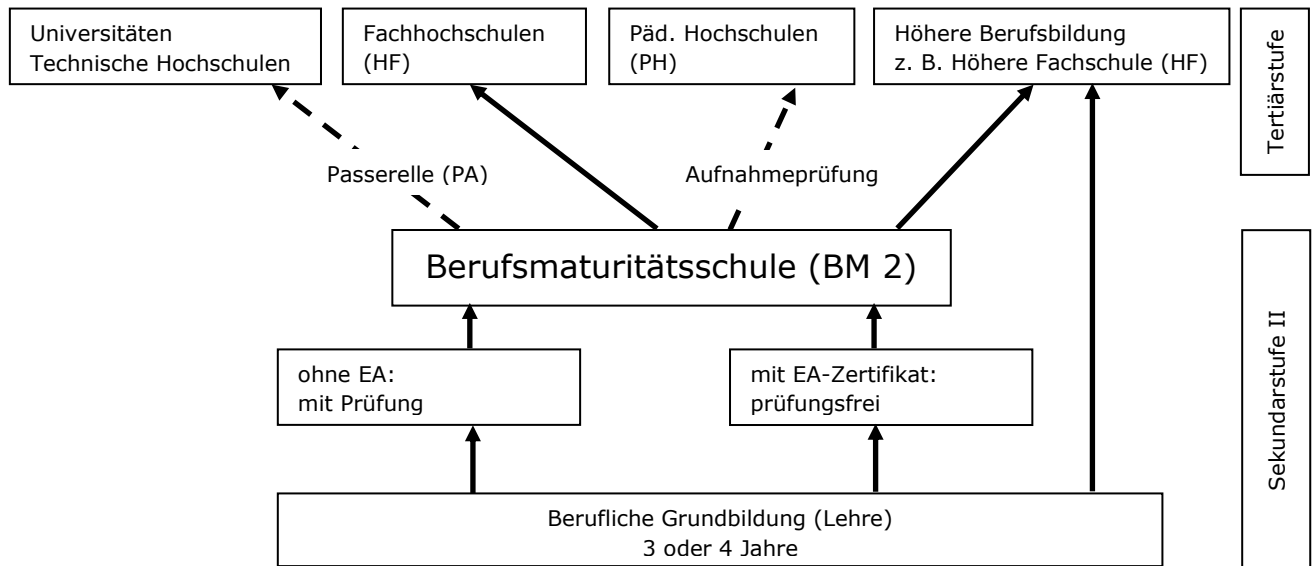 Universitäten
Technische Hochschulen
Fachhochschulen
(HF)
Päd. Hochschulen
(PH)
Höhere Berufsbildung
z. B. Höhere Fachschule (HF)
Tertiärstufe
Passerelle (PA)
Aufnahmeprüfung
Berufsmaturitätsschule (BM 2)
ohne EA:
mit Prüfung
mit EA-Zertifikat:
prüfungsfrei
Sekundarstufe II
Berufliche Grundbildung (Lehre)
3 oder 4 Jahre